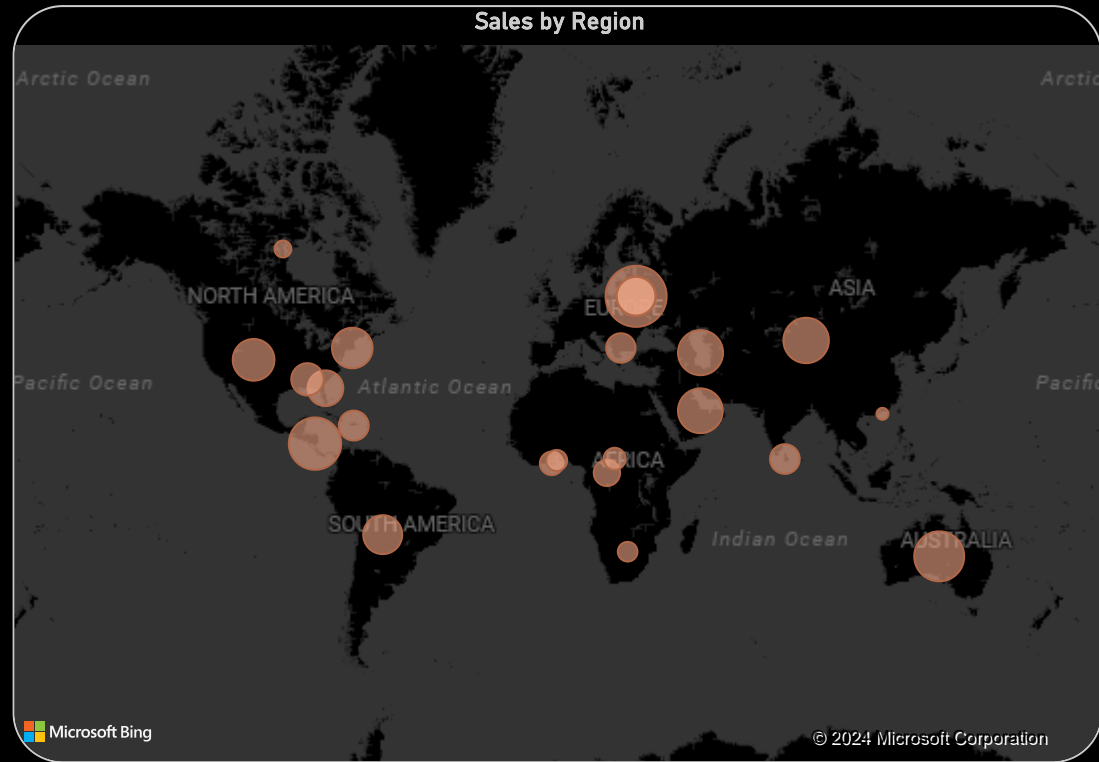 Sales by Region
Arctic Ocean
Arctic
NORTH AMERICA
EUROPE
ASIA
Pacific Ocean
Atlantic Ocean
Pacific
AFRICA
SOUTH AMERICA
Indian Ocean
AUSTRALIA
Microsoft Bing
© 2024 Microsoft Corporation